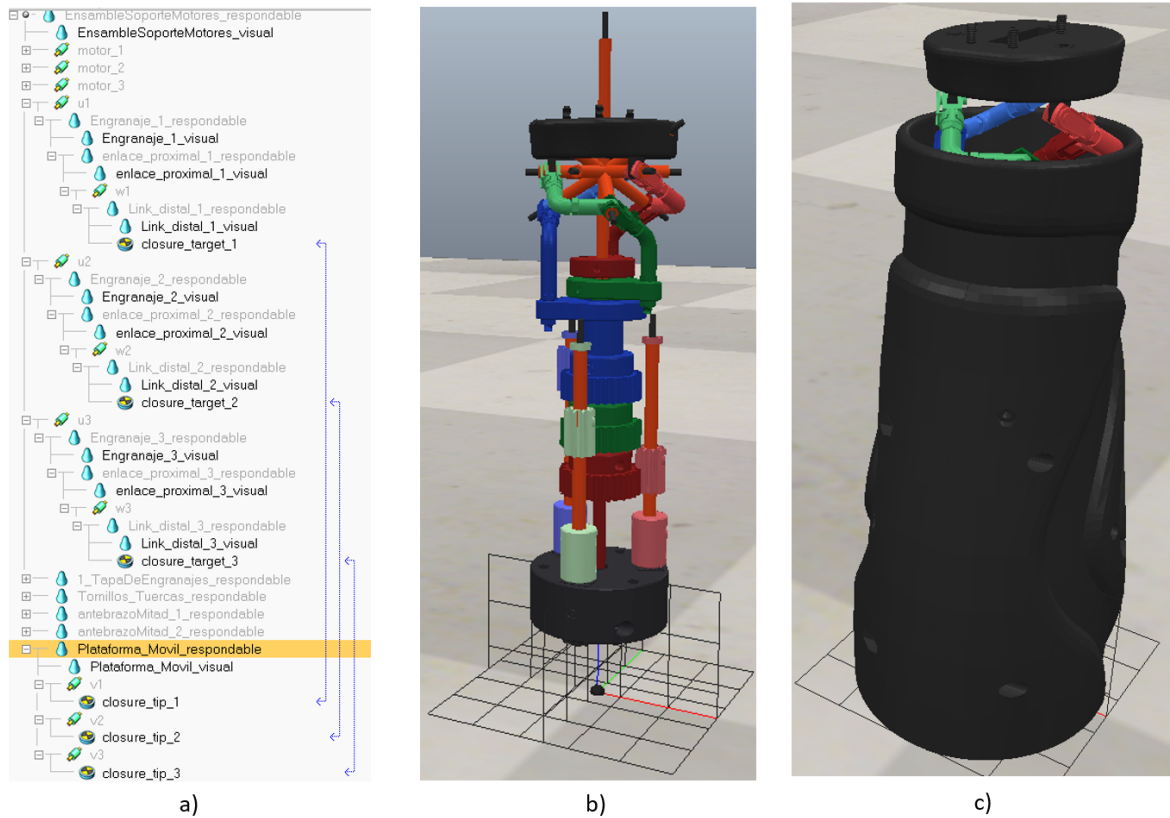 EnsambleSoporteMotores_respondable
EnsambleSoporteMotores_visual
motor_1
motor_2
motor_3
u1
Engranaje_1_respondable
Engranaje_1_visual
enlace_proximal_1_respondable
enlace_proximal_1_visual
w1
Link_distal_1_respondable
Link_distal_1_visual
closure_target_1
u2
Engranaje_2_respondable
Engranaje_2_visual
enlace_proximal_2_respondable
enlace_proximal_2_visual
w2
Link_distal_2_respondable
Link_distal_2_visual
closure_target_2
u3
Engranaje_3_respondable
Engranaje_3_visual
enlace_proximal_3_respondable
enlace_proximal_3_visual
w3
Link_distal_3_respondable
Link_distal_3_visual
closure_target_3
1_TapaDeEngranajes_respondable
Tornillos_Tuercas_respondable
antebrazoMitad_1_respondable
antebrazoMitad_2_respondable
Plataforma_Movil_respondable
Plataforma_Movil_visual
v1
closure_tip_1
v2
closure_tip_2
v3
closure_tip_3
a)
b)
c)